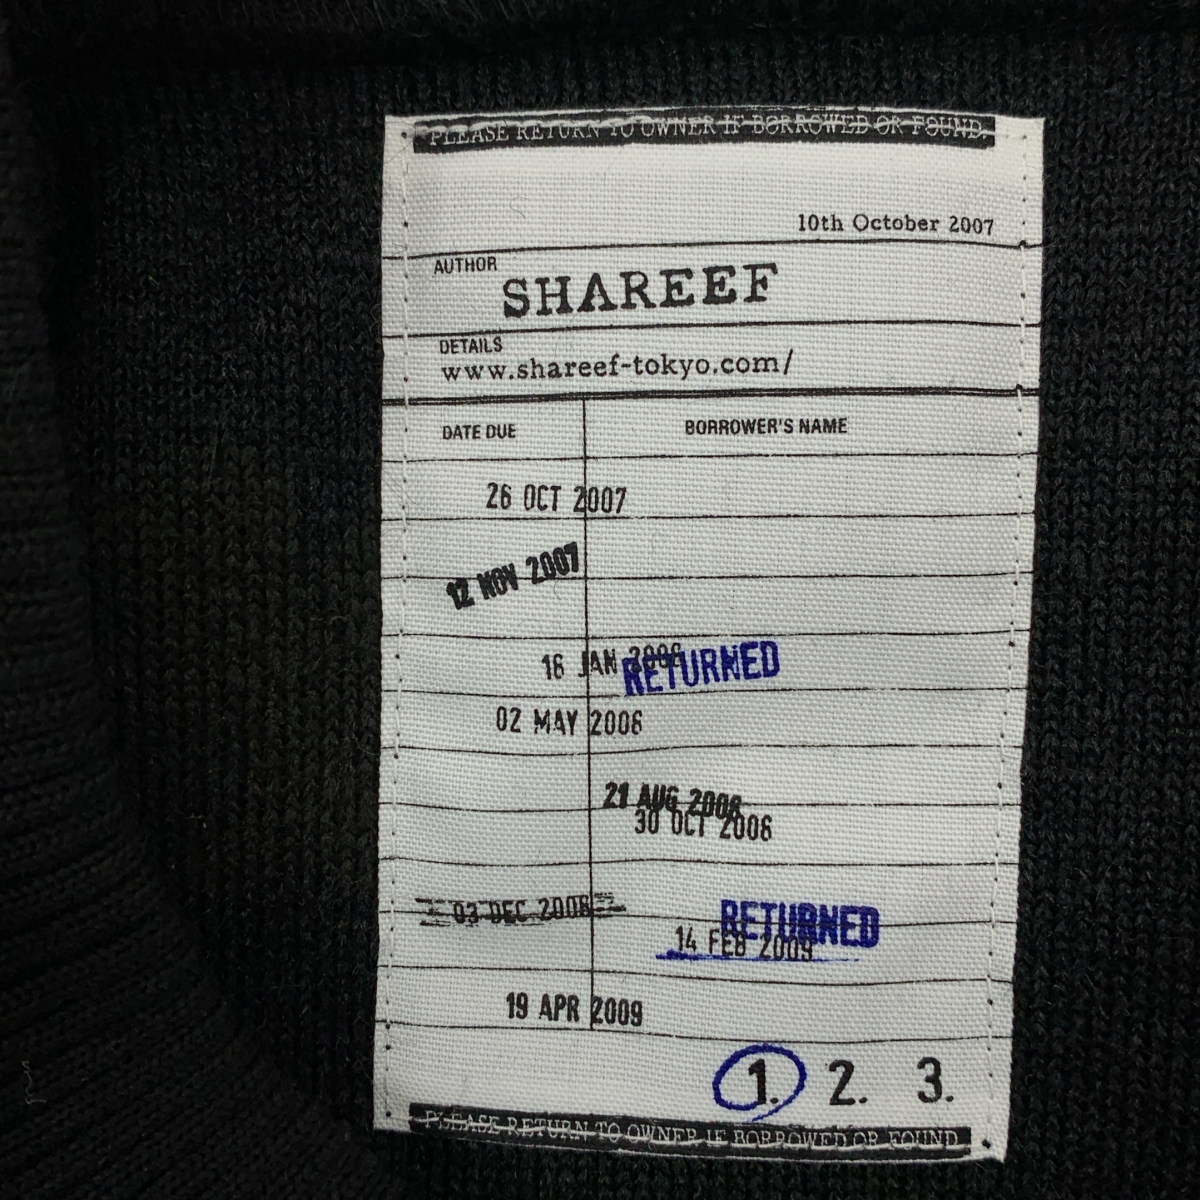 PLEASE RETURN TO OWNER IF BORROWED OR FOUND.
10th October 2007
AUTHOR
SHAREEF
DETAILS
www.shareef-tokyo.com/
DATE DUE BORROWER'S NAME
26 OCT 2007
12 NOV 2007
16 JAN 2008 RETURNED
02 MAY 2008
21 AUG 2008
30 OCT 2008
03 DEC 2008 RETURNED
14 FEB 2009
19 APR 2009
1. 2. 3.
PLEASE RETURN TO OWNER IF BORROWED OR FOUND.